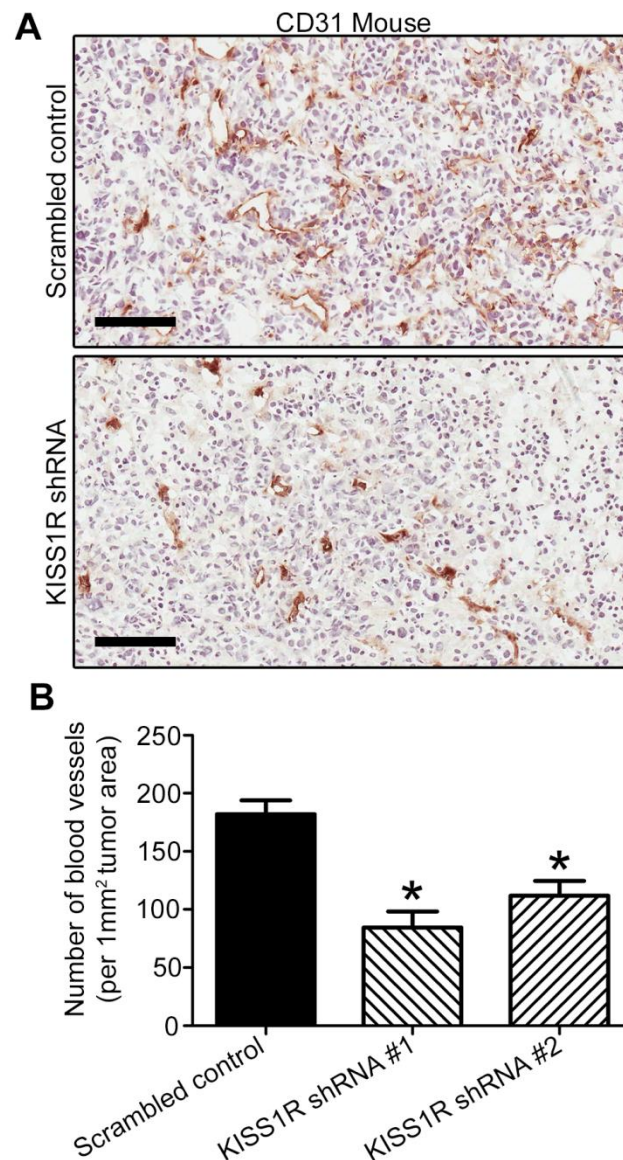 A
CD31 Mouse
Scrambled control
KISS1R shRNA
B
Number of blood vessels
(per 1mm² tumor area)
250
200
150
100
50
0
*
*
Scrambled control
KISS1R shRNA #1
KISS1R shRNA #2